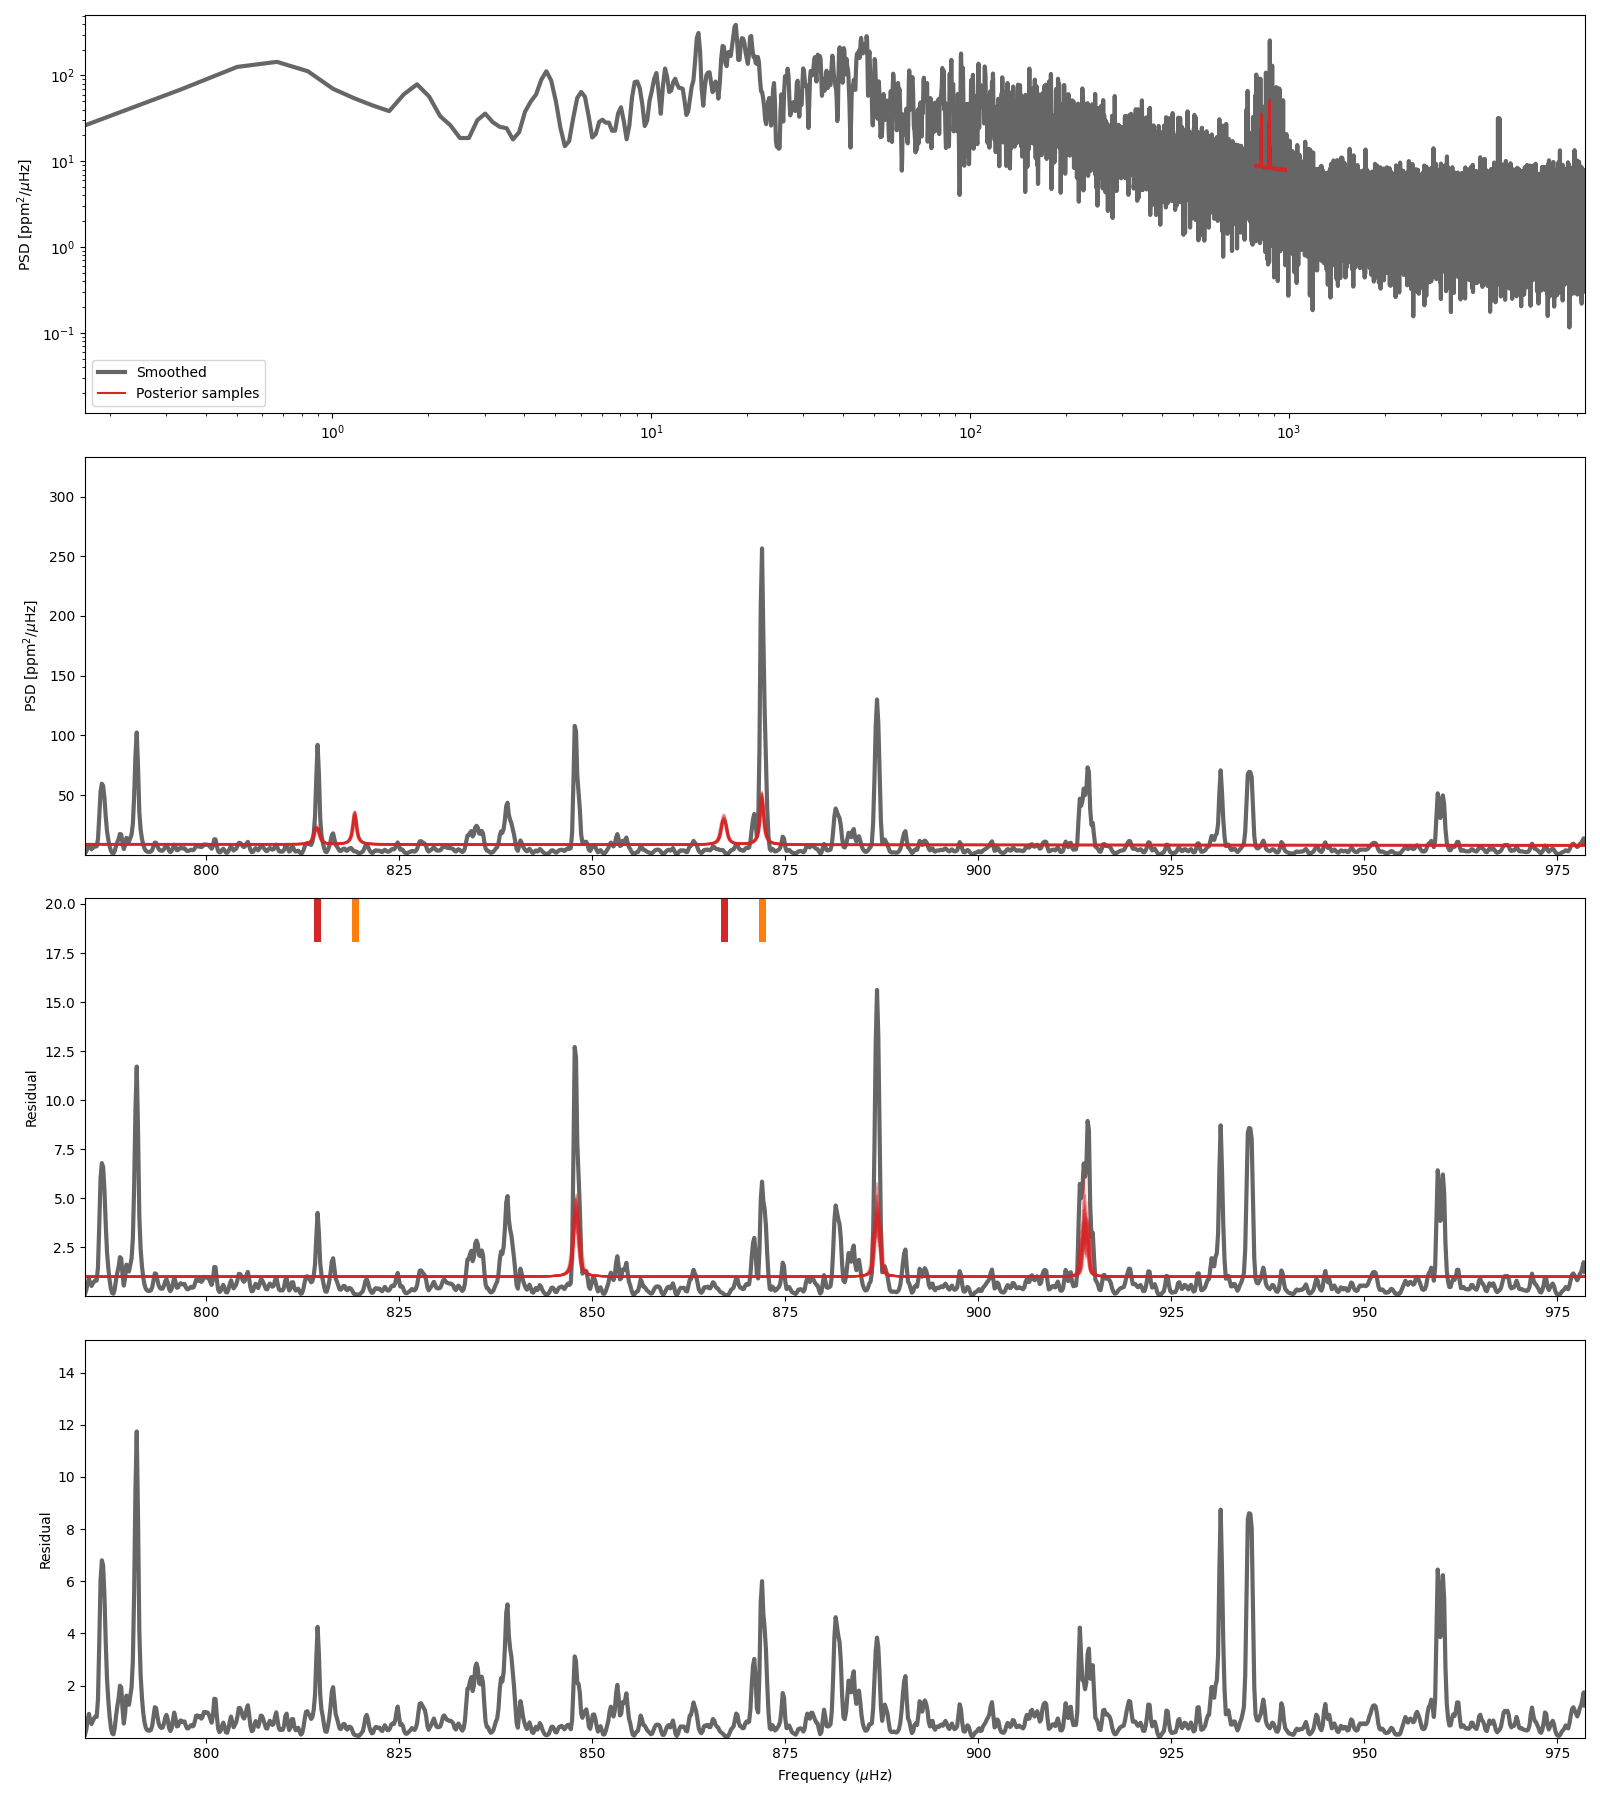 PSD [ppm²/μHz]
10²
10¹
10⁰
10⁻¹
Smoothed
Posterior samples
10⁰ 10¹ 10² 10³
PSD [ppm²/μHz]
300
250
200
150
100
50
800 825 850 875 900 925 950 975
Residual
20.0
17.5
15.0
12.5
10.0
7.5
5.0
2.5
800 825 850 875 900 925 950 975
Residual
14
12
10
8
6
4
2
800 825 850 875 900 925 950 975
Frequency (μHz)